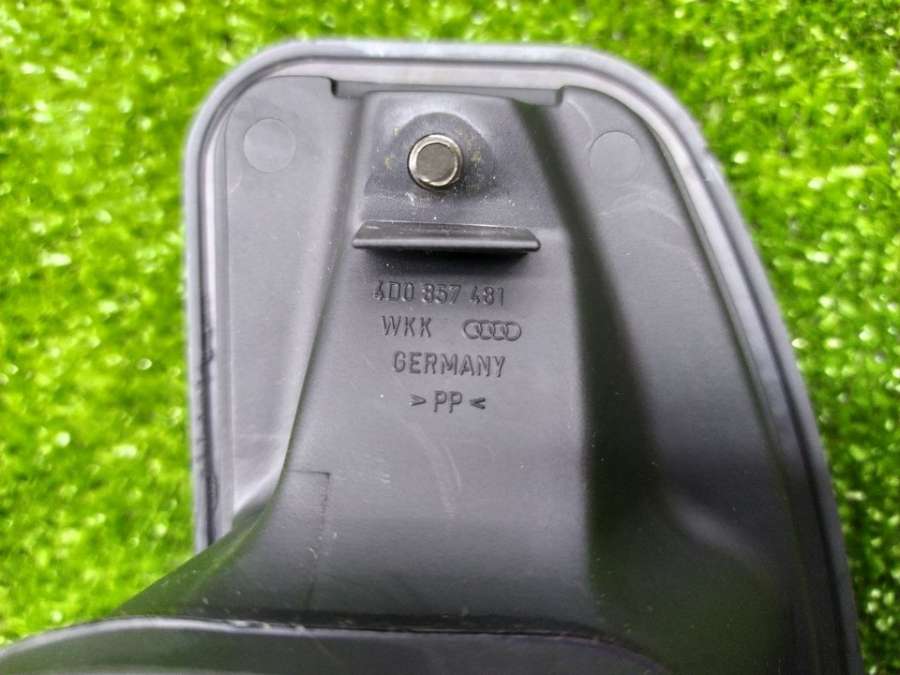 4D0 857 481
WKK
GERMANY
>PP<